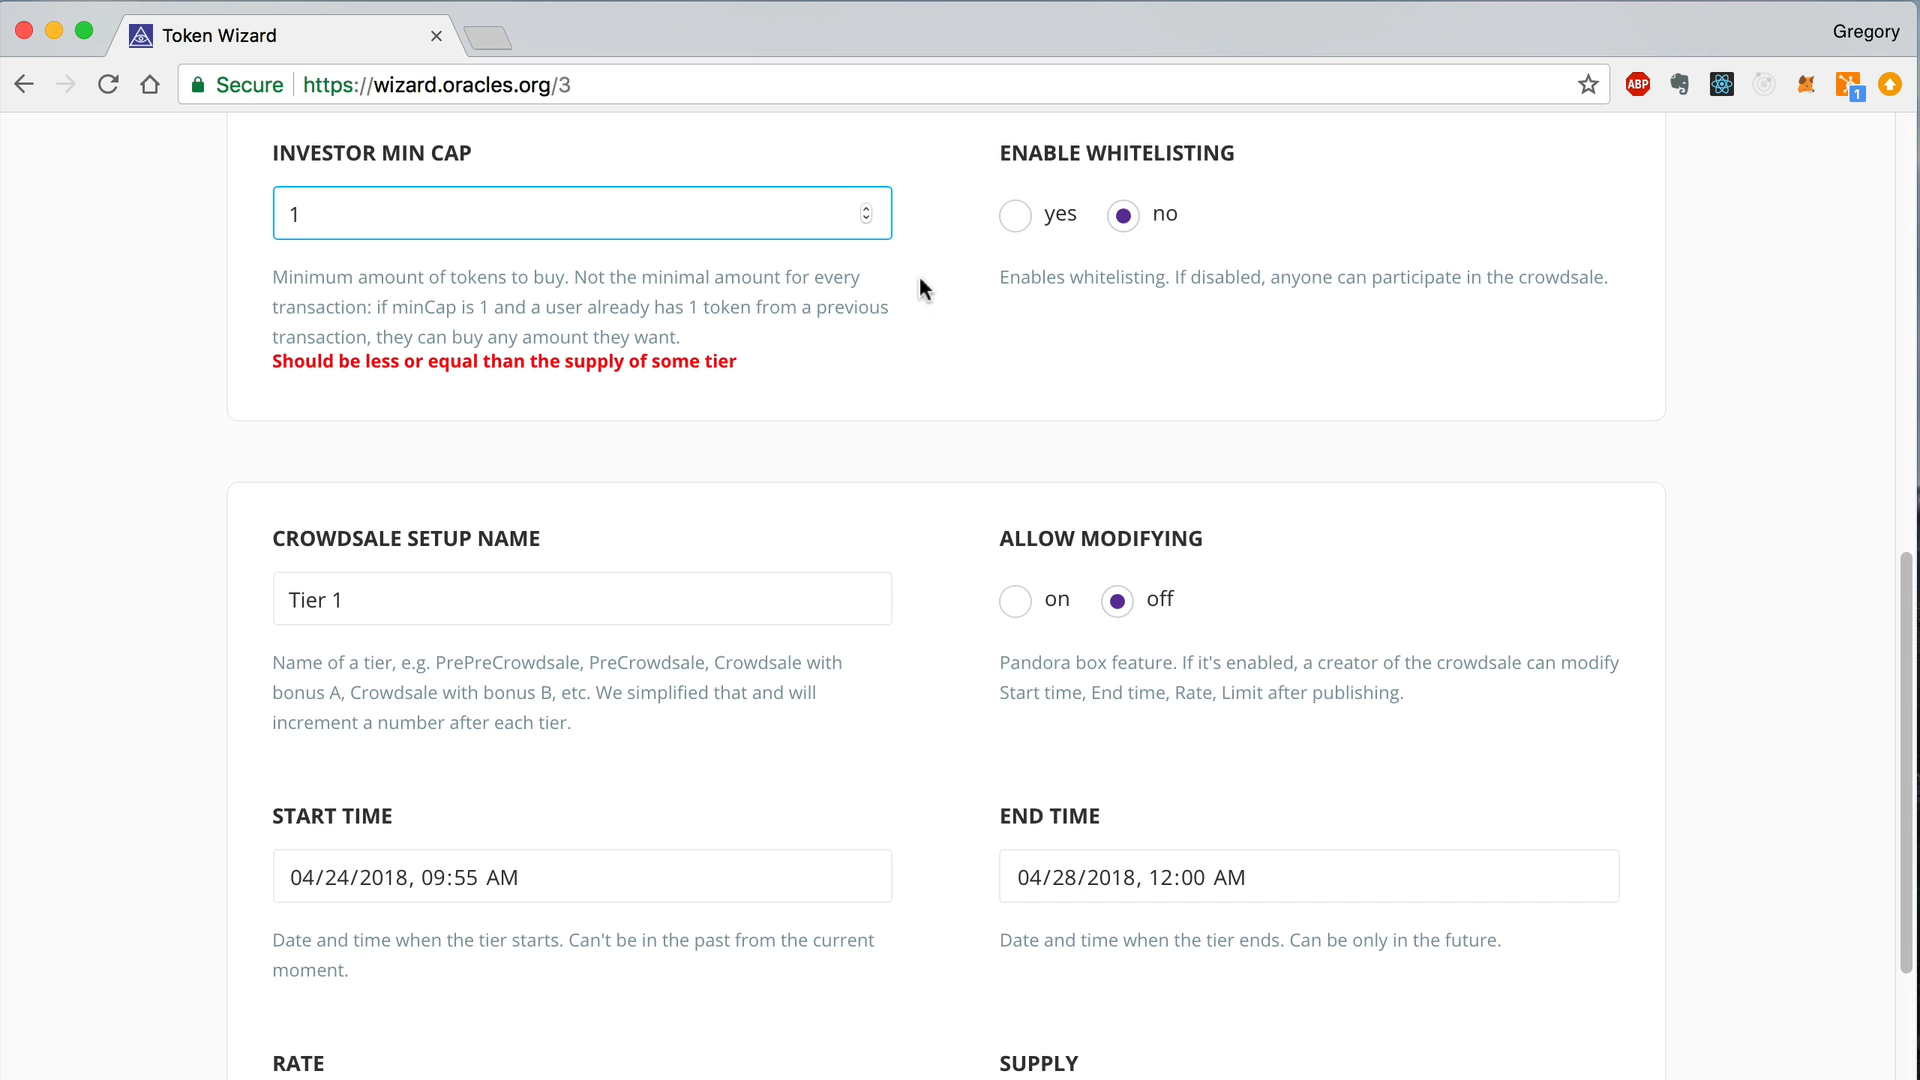 Token Wizard
Gregory
Secure https://wizard.oracles.org/3
ABP
1
INVESTOR MIN CAP
1
Minimum amount of tokens to buy. Not the minimal amount for every
transaction: if minCap is 1 and a user already has 1 token from a previous
transaction, they can buy any amount they want.
Should be less or equal than the supply of some tier
ENABLE WHITELISTING
yes no
Enables whitelisting. If disabled, anyone can participate in the crowdsale.
CROWDSALE SETUP NAME
Tier 1
Name of a tier, e.g. PrePreCrowdsale, PreCrowdsale, Crowdsale with
bonus A, Crowdsale with bonus B, etc. We simplified that and will
increment a number after each tier.
ALLOW MODIFYING
on off
Pandora box feature. If it's enabled, a creator of the crowdsale can modify
Start time, End time, Rate, Limit after publishing.
START TIME
04/24/2018, 09:55 AM
Date and time when the tier starts. Can't be in the past from the current
moment.
END TIME
04/28/2018, 12:00 AM
Date and time when the tier ends. Can be only in the future.
RATE
SUPPLY